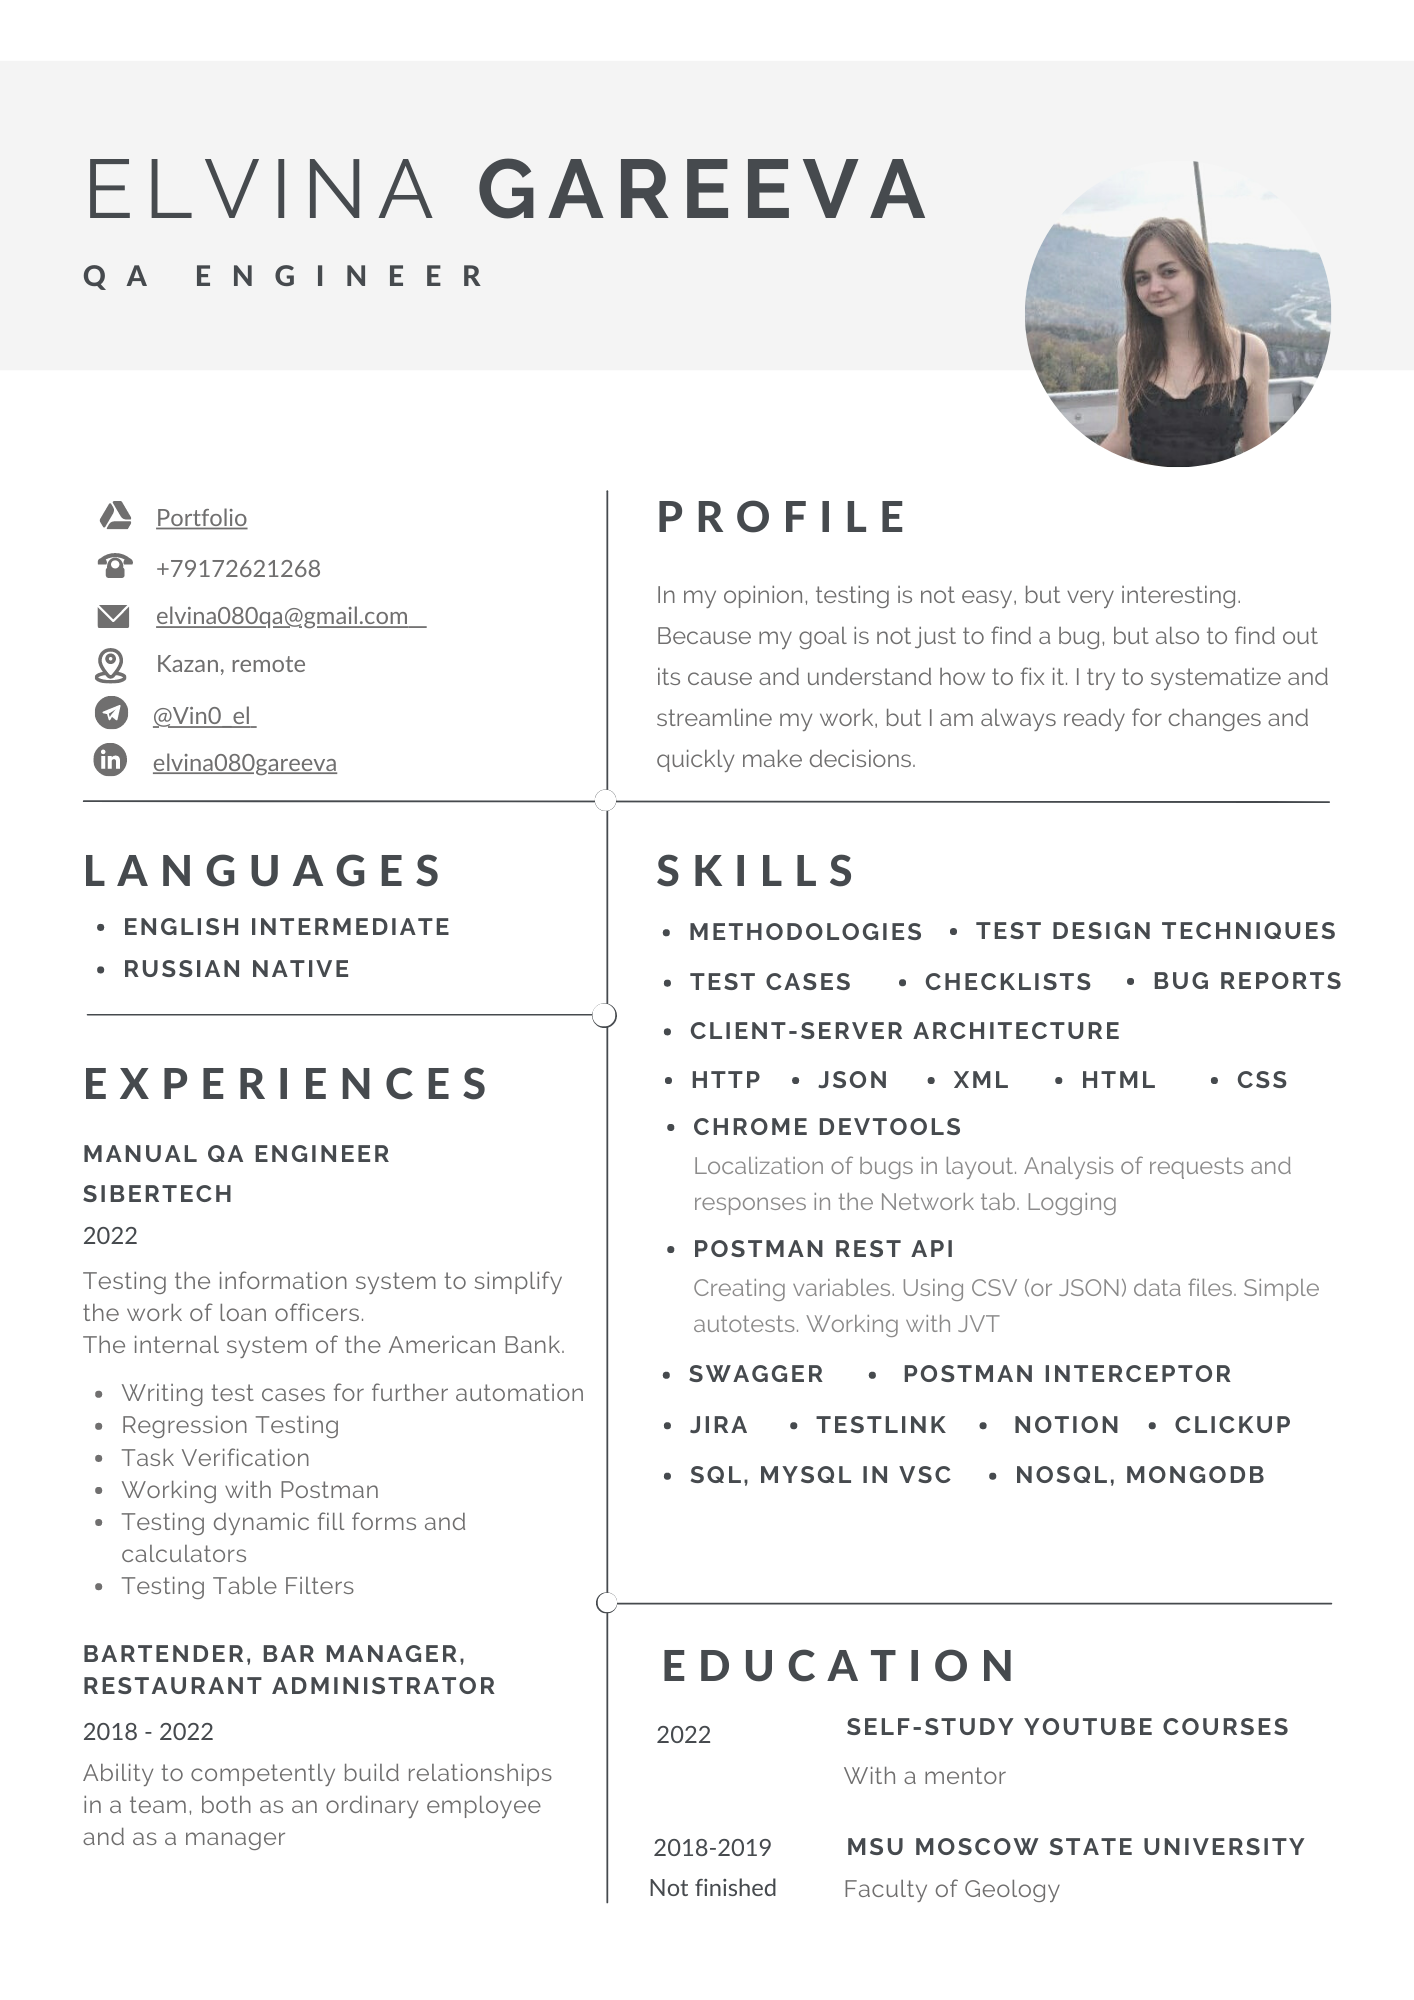 ELVINA GAREEVA
QA ENGINEER
Portfolio
+79172621268
elvina080qa@gmail.com
Kazan, remote
@Vin0_el
elvina080gareeva
PROFILE
In my opinion, testing is not easy, but very interesting.
Because my goal is not just to find a bug, but also to find out
its cause and understand how to fix it. I try to systematize and
streamline my work, but I am always ready for changes and
quickly make decisions.
LANGUAGES
• ENGLISH INTERMEDIATE
• RUSSIAN NATIVE
EXPERIENCES
MANUAL QA ENGINEER
SIBERTECH
2022
Testing the information system to simplify
the work of loan officers.
The internal system of the American Bank.
• Writing test cases for further automation
• Regression Testing
• Task Verification
• Working with Postman
• Testing dynamic fill forms and
calculators
• Testing Table Filters
BARTENDER, BAR MANAGER,
RESTAURANT ADMINISTRATOR
2018 - 2022
Ability to competently build relationships
in a team, both as an ordinary employee
and as a manager
SKILLS
• METHODOLOGIES • TEST DESIGN TECHNIQUES
• TEST CASES • CHECKLISTS • BUG REPORTS
• CLIENT-SERVER ARCHITECTURE
• HTTP • JSON • XML • HTML • CSS
• CHROME DEVTOOLS
Localization of bugs in layout. Analysis of requests and
responses in the Network tab. Logging
• POSTMAN REST API
Creating variables. Using CSV (or JSON) data files. Simple
autotests. Working with JVT
• SWAGGER • POSTMAN INTERCEPTOR
• JIRA • TESTLINK • NOTION • CLICKUP
• SQL, MYSQL IN VSC • NOSQL, MONGODB
EDUCATION
2022 SELF-STUDY YOUTUBE COURSES
With a mentor
2018-2019 MSU MOSCOW STATE UNIVERSITY
Not finished Faculty of Geology